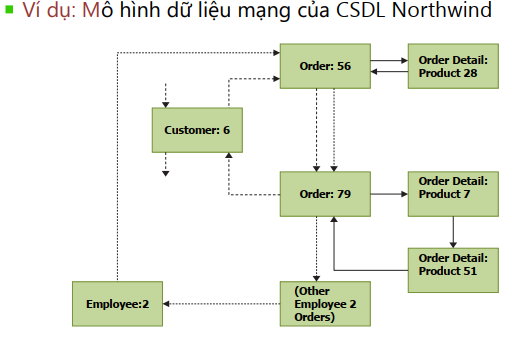 Ví dụ: Mô hình dữ liệu mạng của CSDL Northwind
Order: 56
Order Detail:
Product 28
Customer: 6
Order: 79
Order Detail:
Product 7
Order Detail:
Product 51
Employee:2
(Other
Employee 2
Orders)